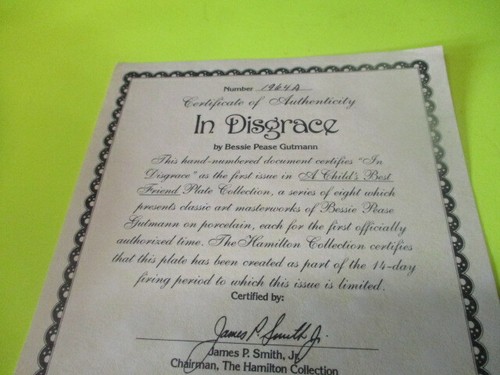 Number 1964A
Certificate of Authenticity
In Disgrace
by Bessie Pease Gutmann
This hand-numbered document certifies "In
Disgrace" as the first issue in A Child's Best
Friend Plate Collection, a series of eight which
presents classic art masterworks of Bessie Pease
Gutmann on porcelain, each for the first officially
authorized time. The Hamilton Collection certifies
that this plate has been created as part of the 14-day
firing period to which this issue is limited.
Certified by:
James P. Smith Jr.
James P. Smith, Jr.
Chairman, The Hamilton Collection